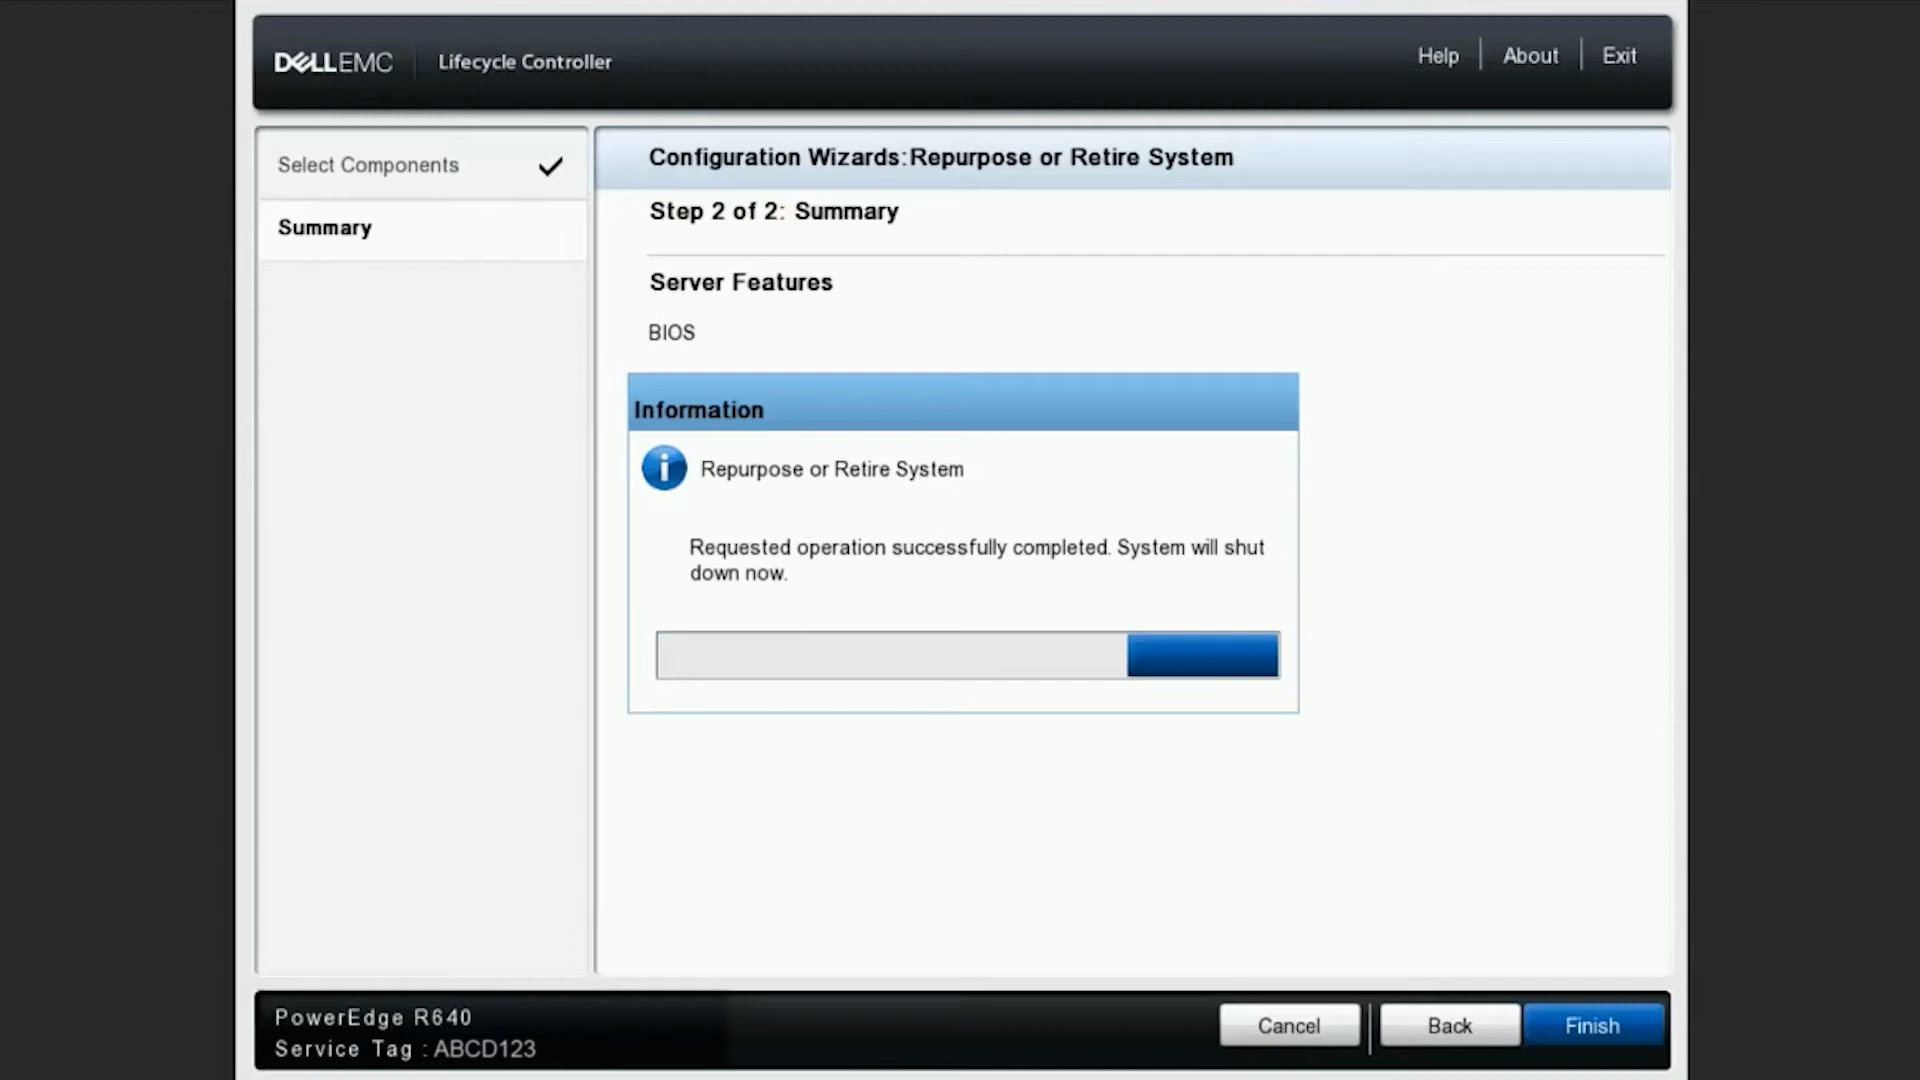 DELLEMC
Lifecycle Controller
Help
About
Exit
Select Components
Summary
Configuration Wizards:Repurpose or Retire System
Step 2 of 2: Summary
Server Features
BIOS
Information
Repurpose or Retire System
Requested operation successfully completed. System will shut
down now.
PowerEdge R640
Service Tag : ABCD123
Cancel
Back
Finish